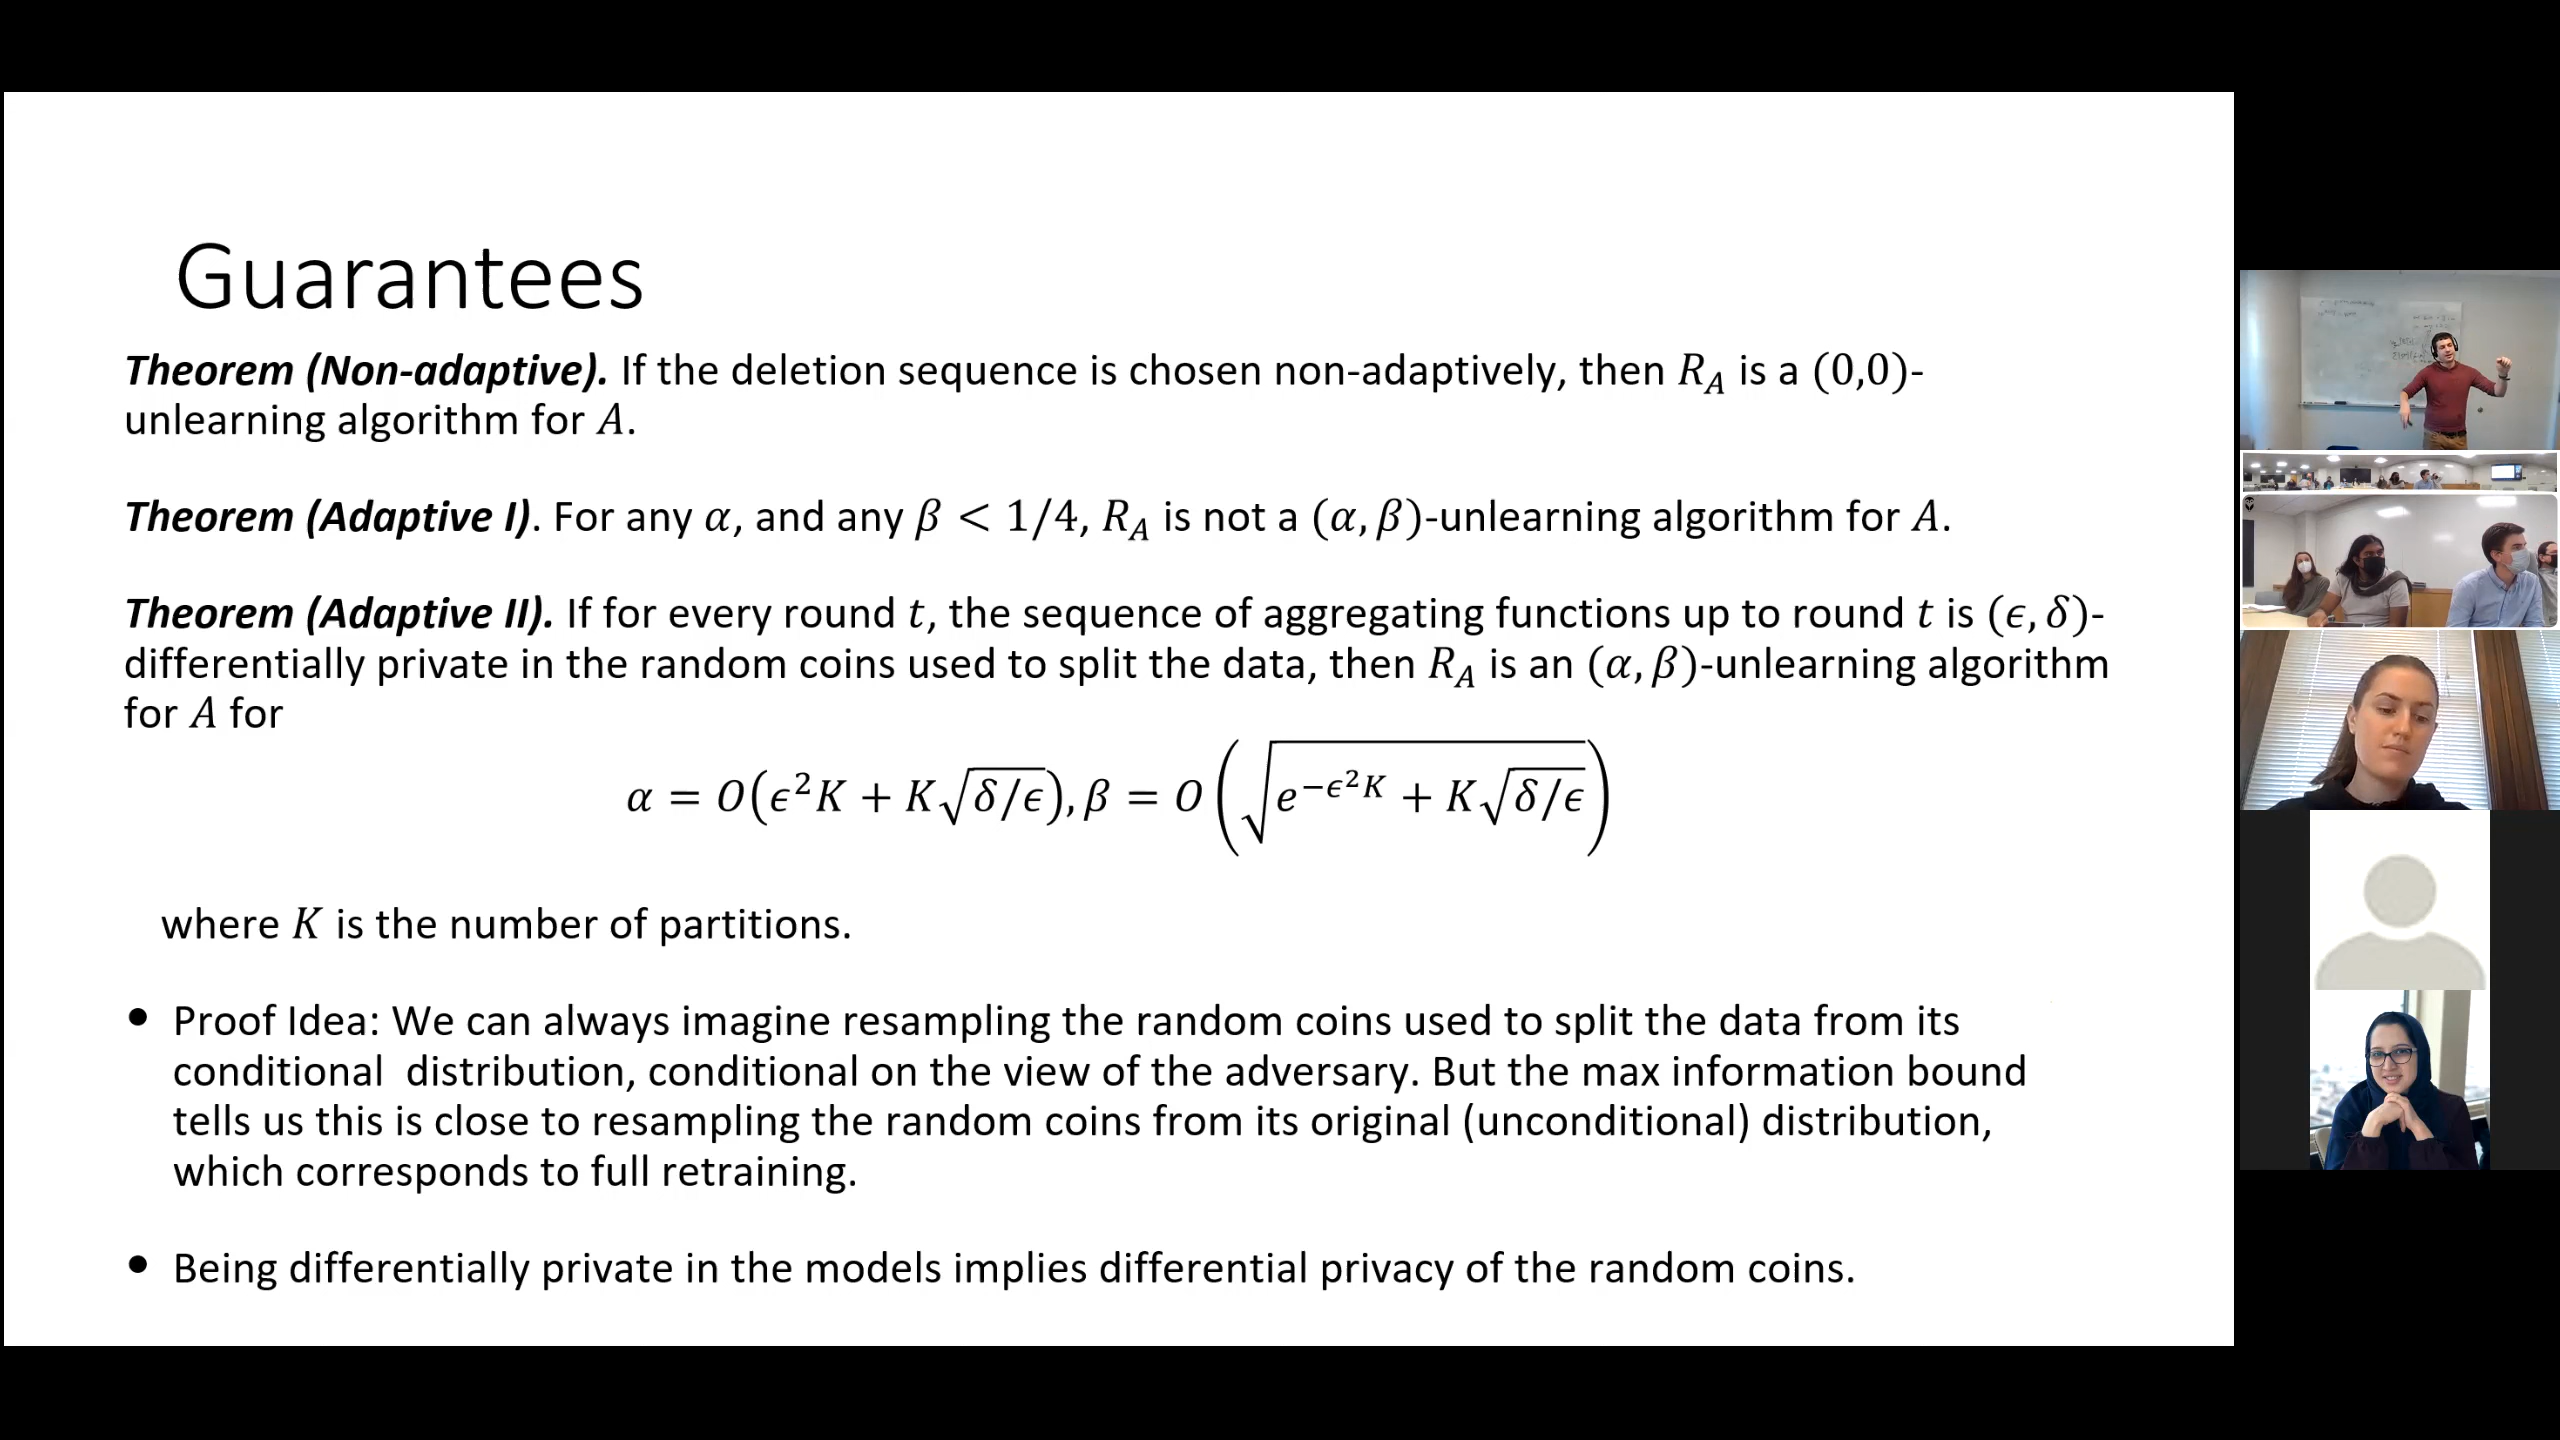 Guarantees
Theorem (Non-adaptive). If the deletion sequence is chosen non-adaptively, then R_A is a (0,0)-
unlearning algorithm for A.
Theorem (Adaptive I). For any α, and any β < 1/4, R_A is not a (α, β)-unlearning algorithm for A.
Theorem (Adaptive II). If for every round t, the sequence of aggregating functions up to round t is (ϵ, δ)-
differentially private in the random coins used to split the data, then R_A is an (α, β)-unlearning algorithm
for A for
α = O(ϵ²K + K√(δ/ϵ)), β = O(√(e^(−ϵ²K) + K√(δ/ϵ)))
where K is the number of partitions.
• Proof Idea: We can always imagine resampling the random coins used to split the data from its
conditional distribution, conditional on the view of the adversary. But the max information bound
tells us this is close to resampling the random coins from its original (unconditional) distribution,
which corresponds to full retraining.
• Being differentially private in the models implies differential privacy of the random coins.